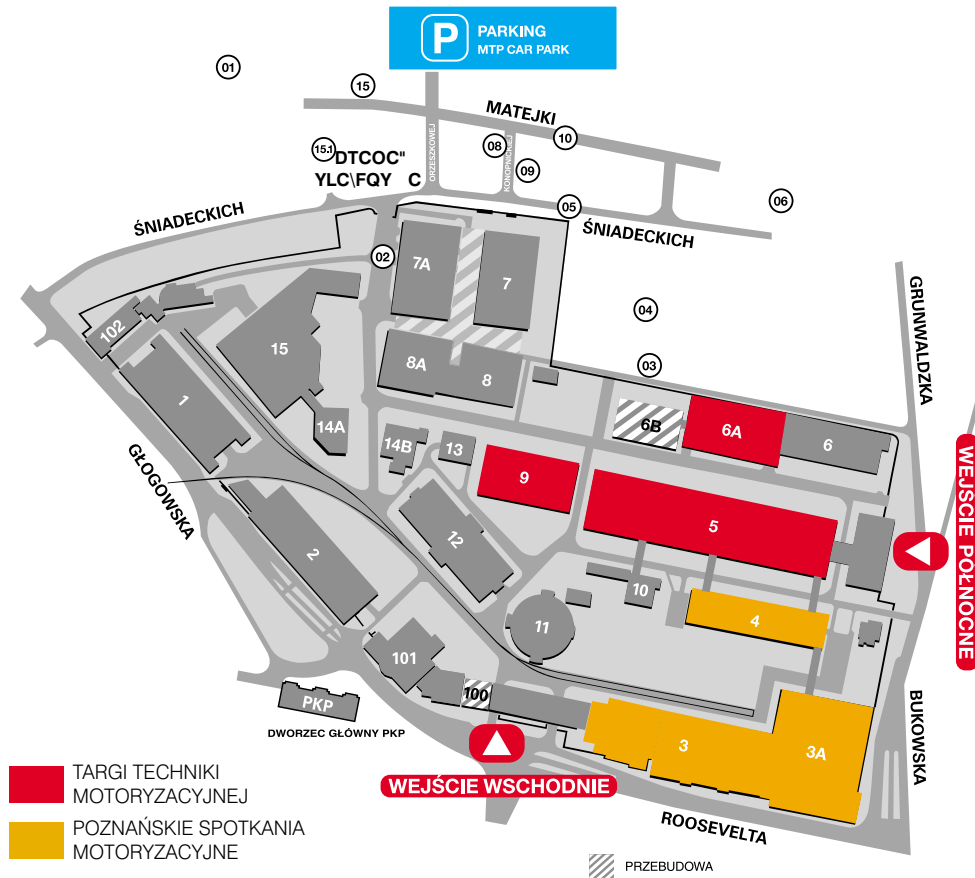 P
PARKING
MTP CAR PARK
01
15
MATEJKI
10
08
15.1
DTCOC"
YLC\FQY C
ORZESZKOWEJ
KONOPNICKIEJ
09
05
06
ŚNIADECKICH
ŚNIADECKICH
02
7A
7
GRUNWALDZKA
04
102
15
03
8A
8
1
14A
14B
13
9
6B
6A
6
GŁOGOWSKA
5
WEJŚCIE PÓŁNOCNE
2
12
10
4
11
101
100
PKP
DWORZEC GŁÓWNY PKP
3
3A
BUKOWSKA
WEJŚCIE WSCHODNIE
ROOSEVELTA
TARGI TECHNIKI
MOTORYZACYJNEJ
POZNAŃSKIE SPOTKANIA
MOTORYZACYJNE
PRZEBUDOWA